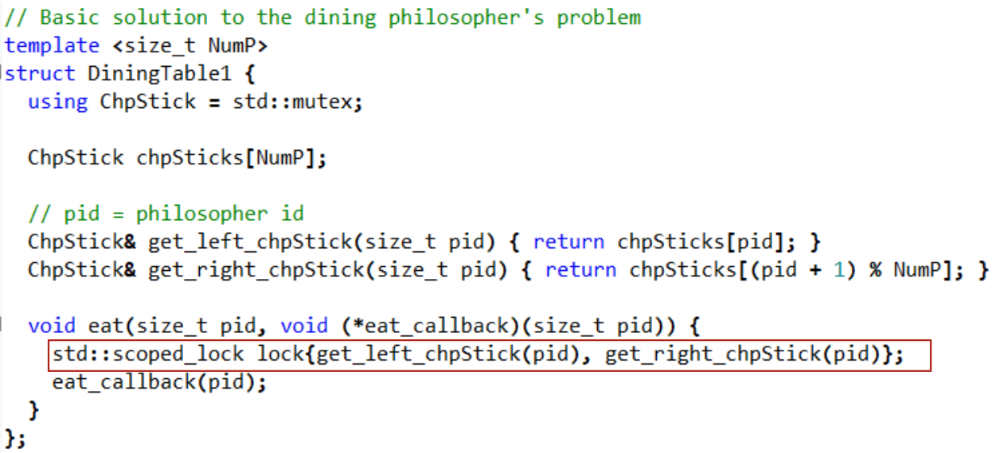 // Basic solution to the dining philosopher's problem
template <size_t NumP>
struct DiningTable1 {
  using ChpStick = std::mutex;
  ChpStick chpSticks[NumP];
  // pid = philosopher id
  ChpStick& get_left_chpStick(size_t pid) { return chpSticks[pid]; }
  ChpStick& get_right_chpStick(size_t pid) { return chpSticks[(pid + 1) % NumP]; }
  void eat(size_t pid, void (*eat_callback)(size_t pid)) {
    std::scoped_lock lock{get_left_chpStick(pid), get_right_chpStick(pid)};
    eat_callback(pid);
  }
};